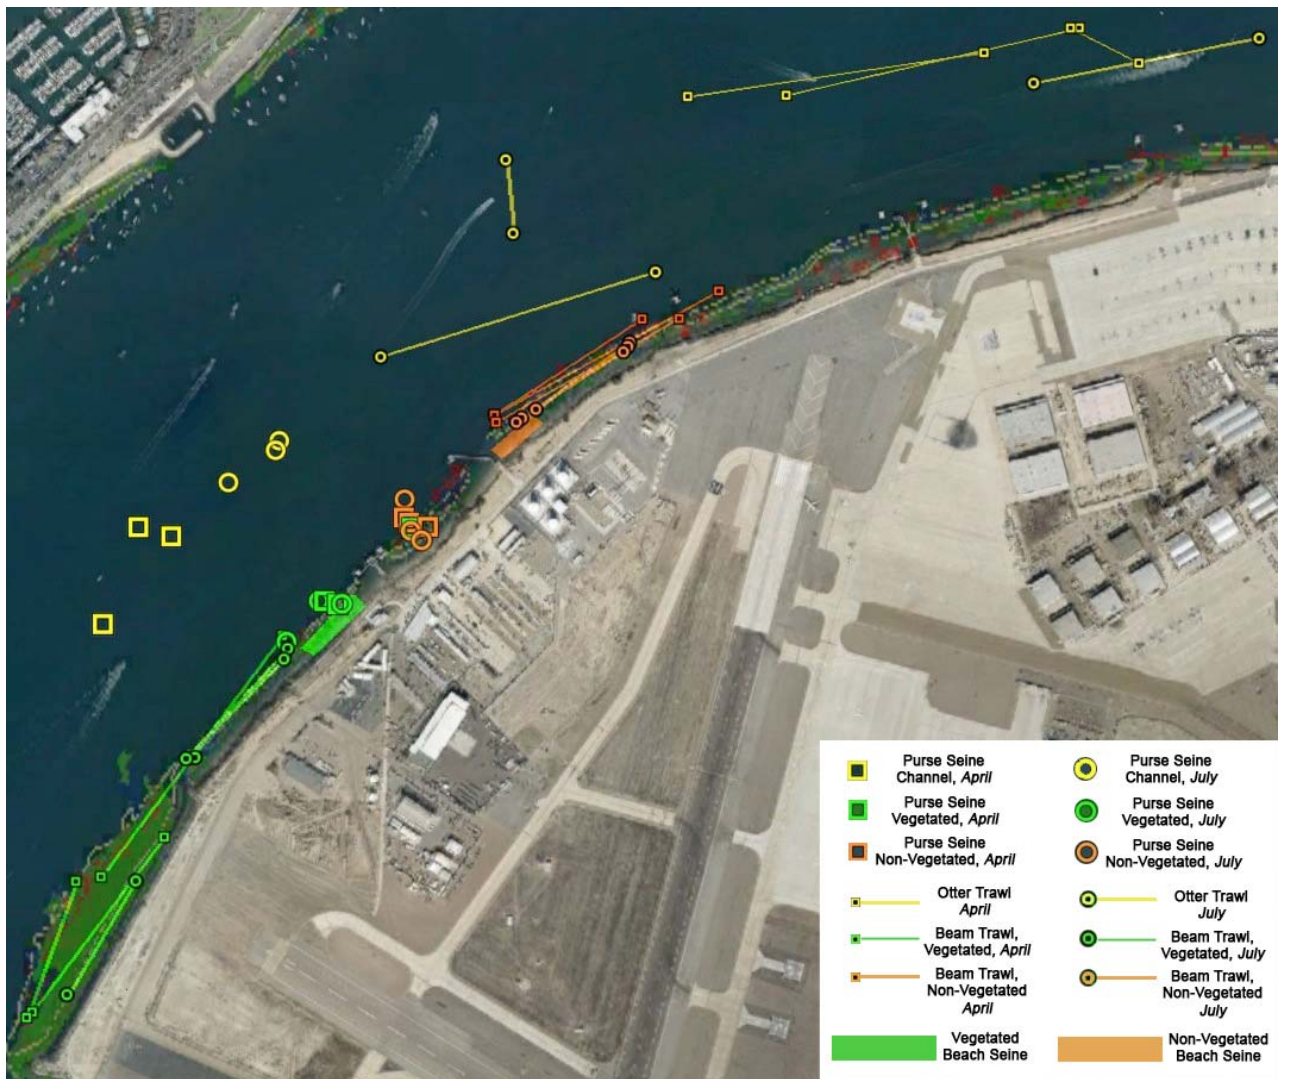 Purse Seine
Channel, April
Purse Seine
Channel, July
Purse Seine
Vegetated, April
Purse Seine
Vegetated, July
Purse Seine
Non-Vegetated, April
Purse Seine
Non-Vegetated, July
Otter Trawl
April
Otter Trawl
July
Beam Trawl,
Vegetated, April
Beam Trawl,
Vegetated, July
Beam Trawl,
Non-Vegetated
April
Beam Trawl,
Non-Vegetated
July
Vegetated
Beach Seine
Non-Vegetated
Beach Seine